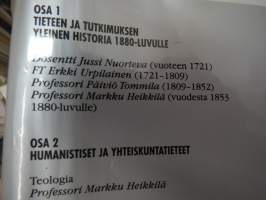 OSA 1
TIETEEN JA TUTKIMUKSEN
YLEINEN HISTORIA 1880-LUVULLE
Dosentti Jussi Nuorteva (vuoteen 1721)
FT Erkki Urpilainen (1721–1809)
Professori Päiviö Tommila (1809–1852)
Professori Markku Heikkilä (vuodesta 1853
1880-luvulle)
OSA 2
HUMANISTISET JA YHTEISKUNTATIETEET
Teologia
Professori Markku Heikkilä